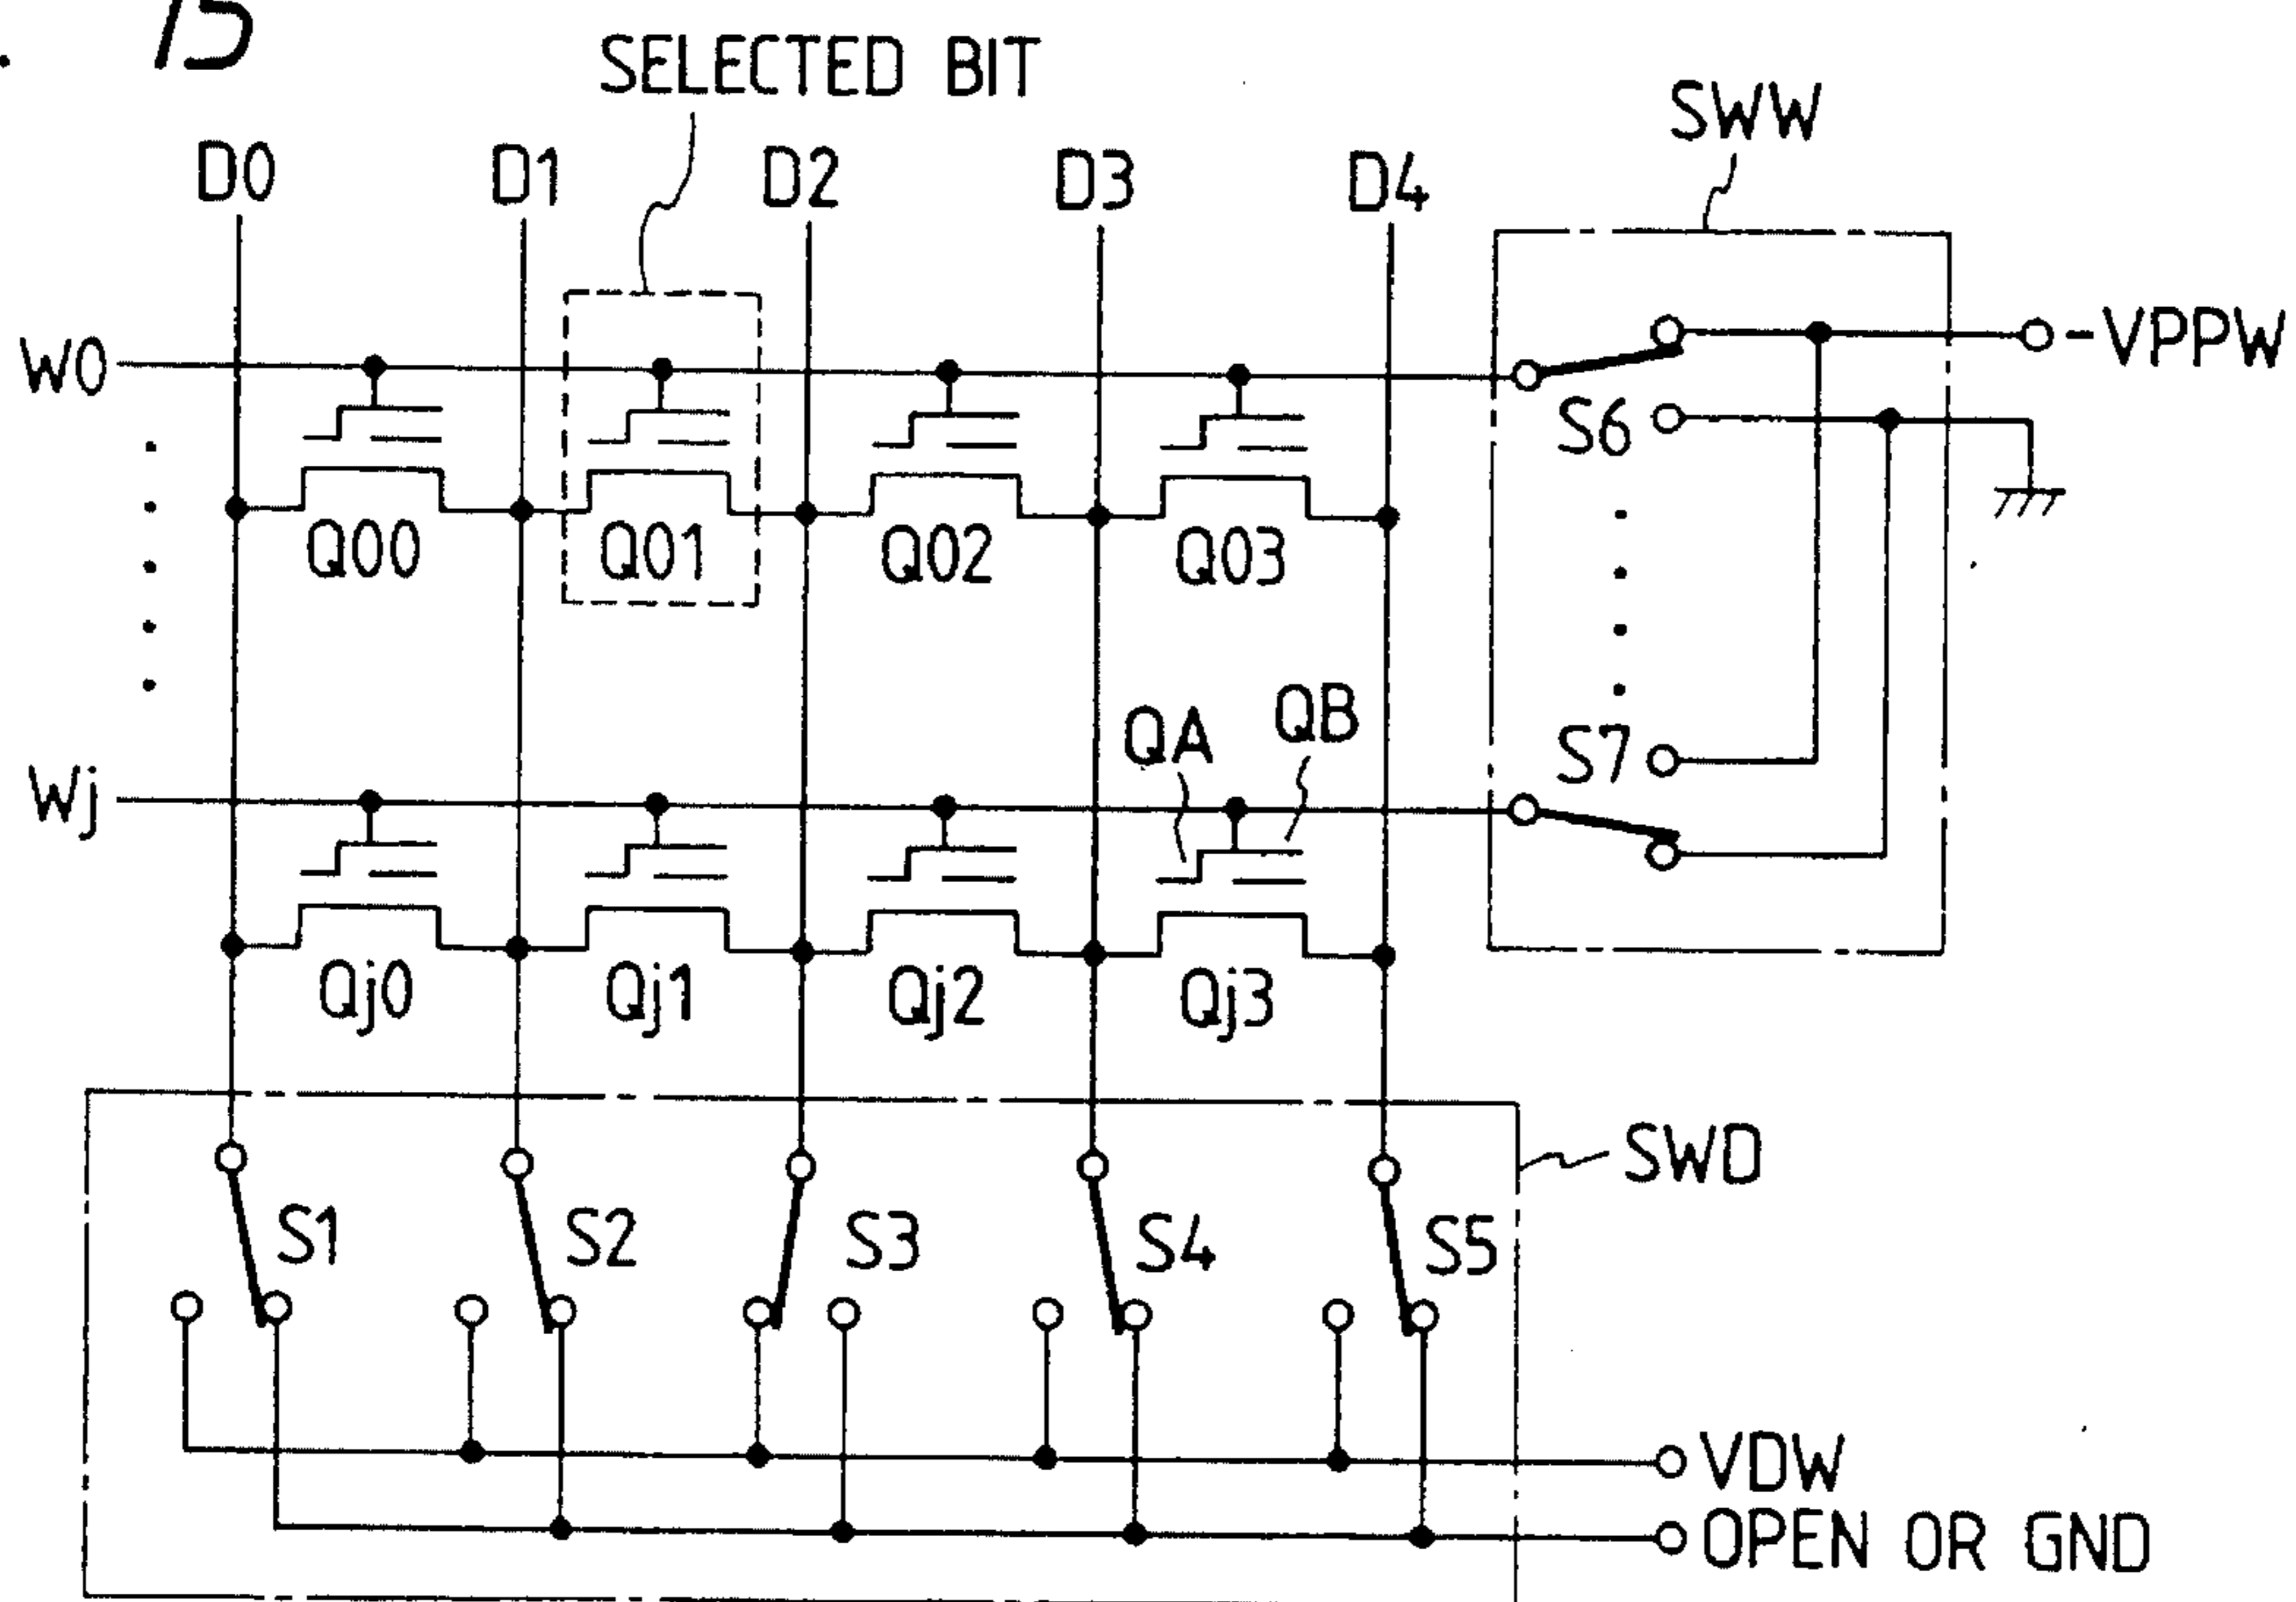 . 15
SELECTED BIT
SWW
D0 D1 D2 D3 D4
W0
-VPPW
S6
Q00 Q01 Q02 Q03
QA QB
S7
Wj
Qj0 Qj1 Qj2 Qj3
SWD
S1 S2 S3 S4 S5
VDW
OPEN OR GND